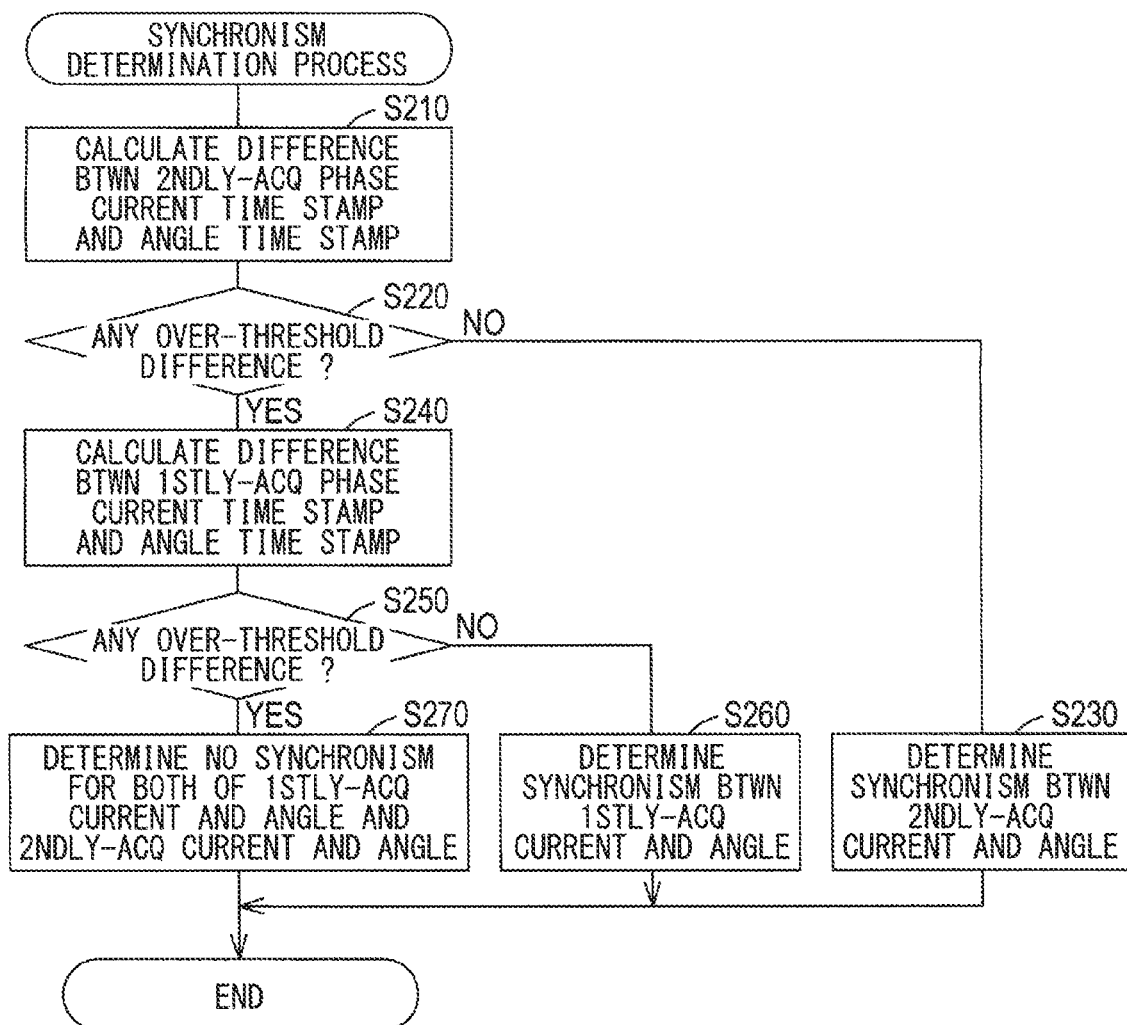 SYNCHRONISM
DETERMINATION PROCESS
S210
CALCULATE DIFFERENCE
BTWN 2NDLY-ACQ PHASE
CURRENT TIME STAMP
AND ANGLE TIME STAMP
S220
ANY OVER-THRESHOLD
DIFFERENCE ?
NO
YES
S240
CALCULATE DIFFERENCE
BTWN 1STLY-ACQ PHASE
CURRENT TIME STAMP
AND ANGLE TIME STAMP
S250
ANY OVER-THRESHOLD
DIFFERENCE ?
NO
YES
S270
DETERMINE NO SYNCHRONISM
FOR BOTH OF 1STLY-ACQ
CURRENT AND ANGLE AND
2NDLY-ACQ CURRENT AND ANGLE
S260
DETERMINE
SYNCHRONISM BTWN
1STLY-ACQ
CURRENT AND ANGLE
S230
DETERMINE
SYNCHRONISM BTWN
2NDLY-ACQ
CURRENT AND ANGLE
END